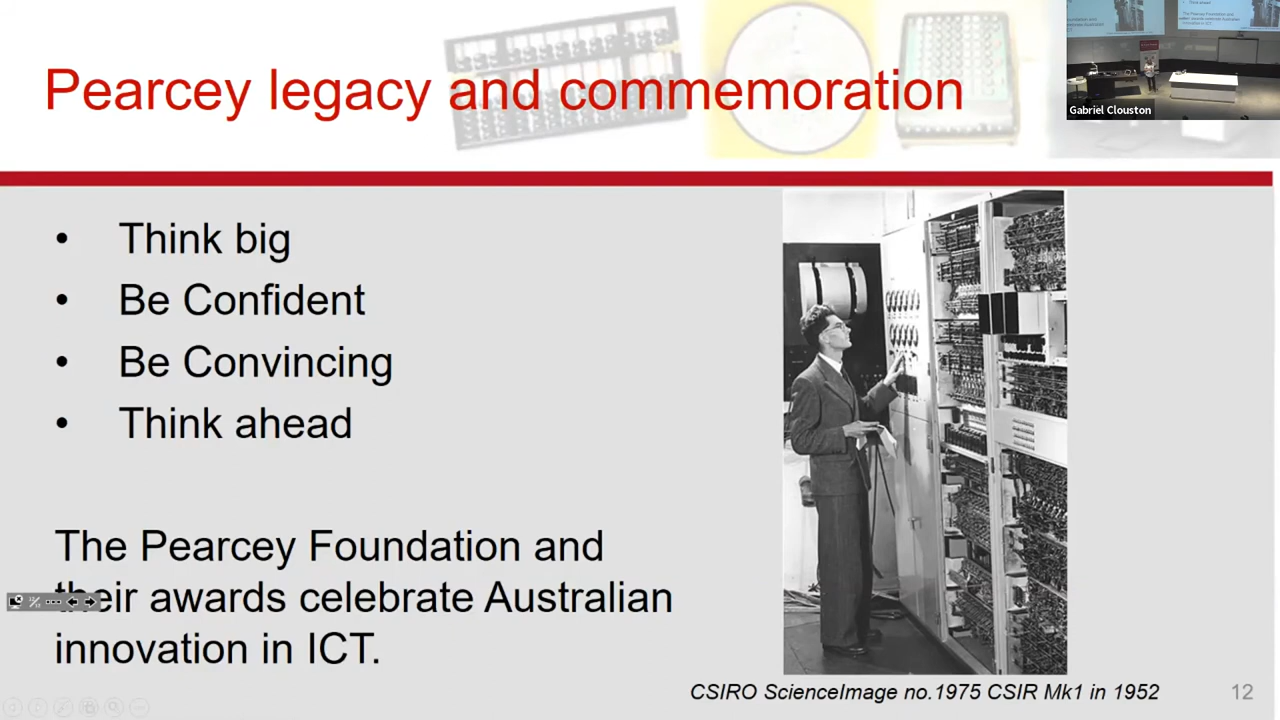 Pearcey legacy and commemoration
Gabriel Clouston
• Think big
• Be Confident
• Be Convincing
• Think ahead
The Pearcey Foundation and
their awards celebrate Australian
innovation in ICT.
CSIRO ScienceImage no.1975 CSIR Mk1 in 1952
12